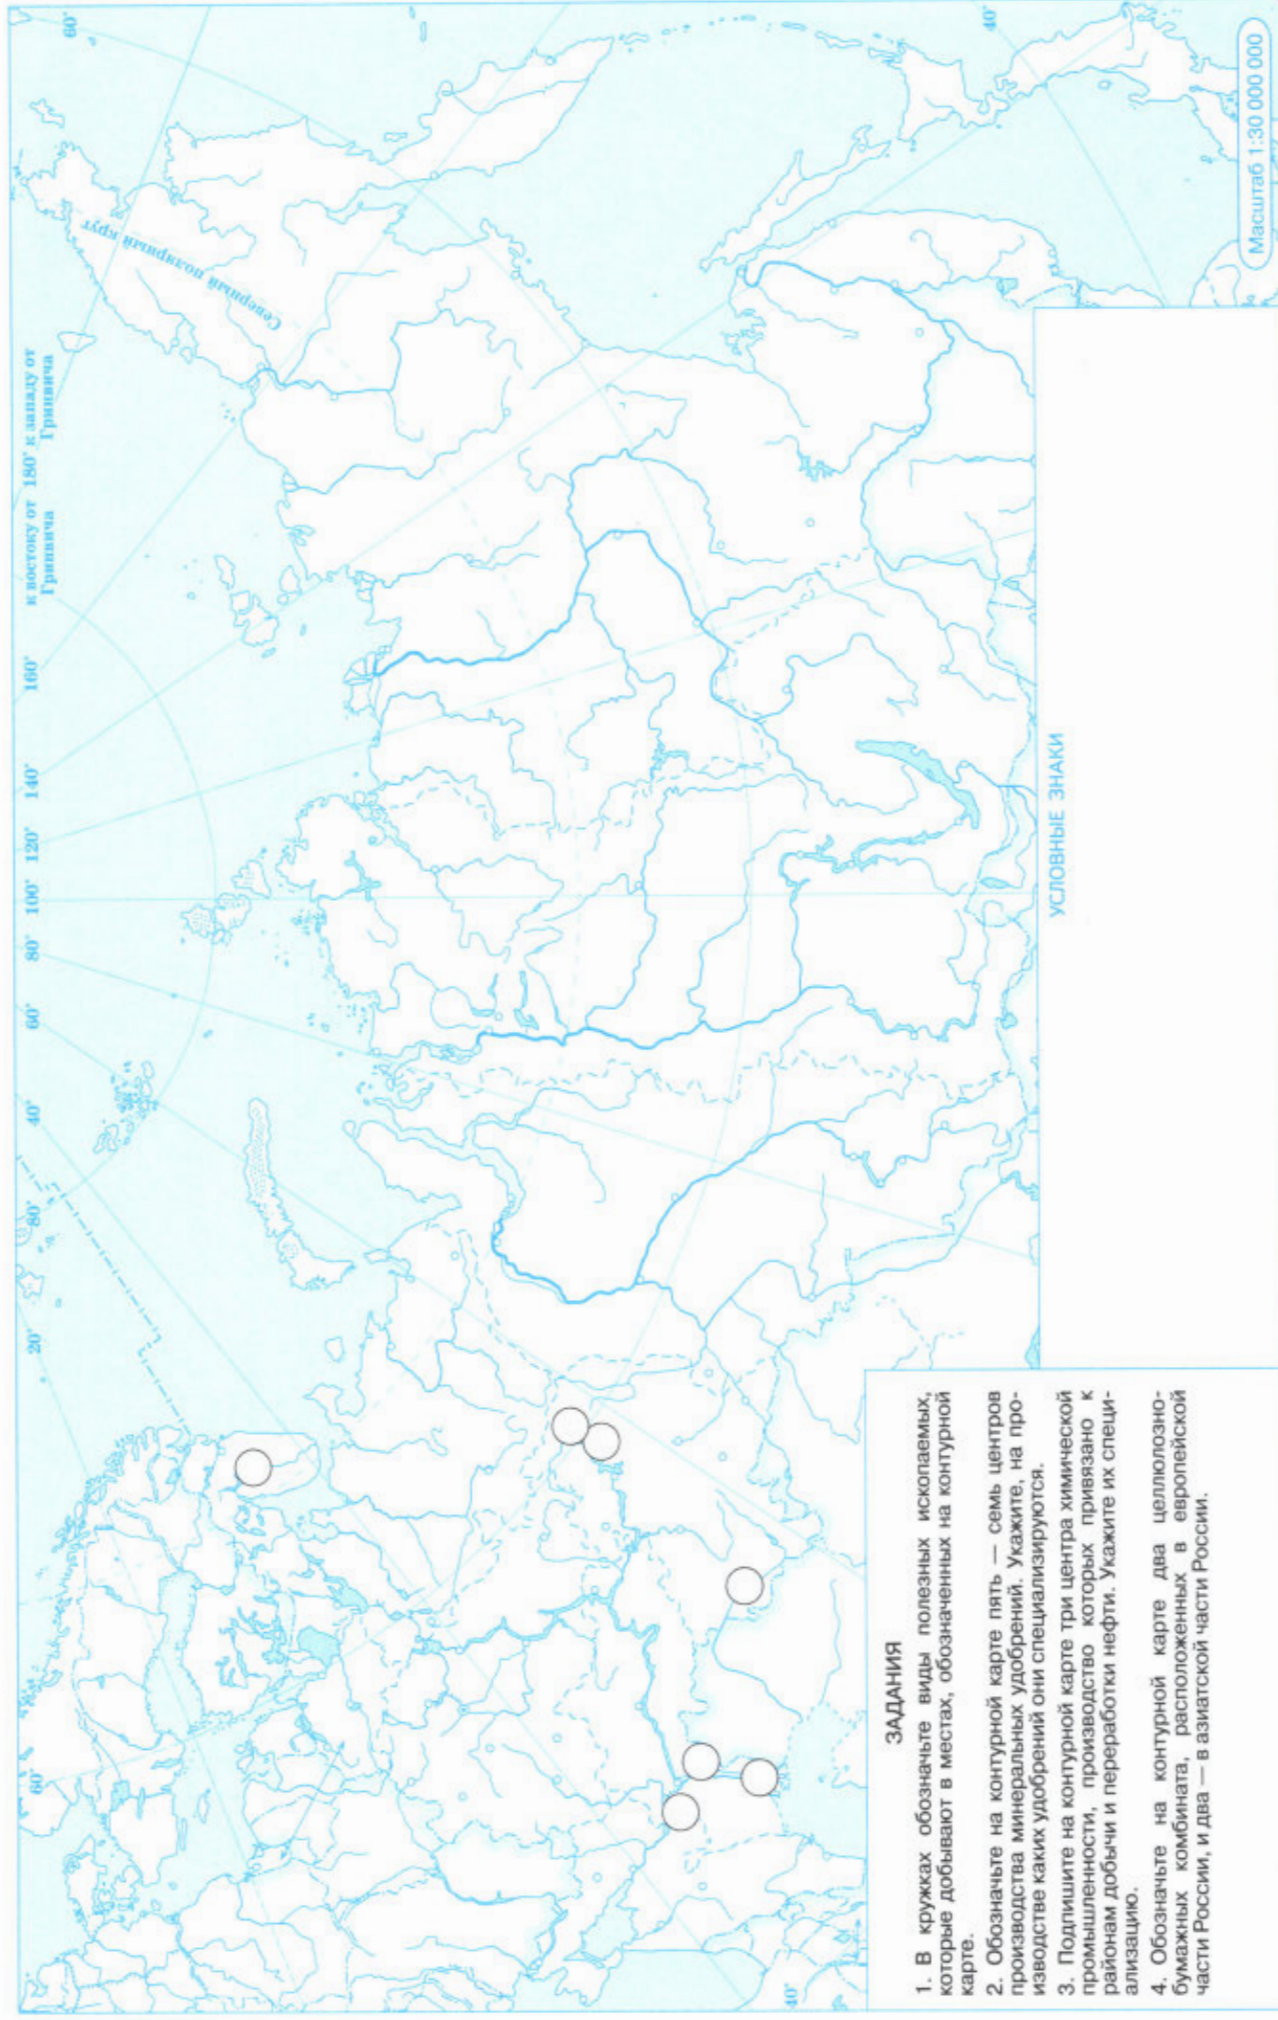 20°
80°
40°
60°
80°
100°
120°
140°
160°
к востоку от
Гринвича
180°
к западу от
Гринвича
60°
60°
40°
40°
Северный полярный круг
Масштаб 1:30 000 000
УСЛОВНЫЕ ЗНАКИ
ЗАДАНИЯ
1. В кружках обозначьте виды полезных ископаемых,
которые добывают в местах, обозначенных на контурной
карте.
2. Обозначьте на контурной карте пять — семь центров
производства минеральных удобрений. Укажите, на про-
изводстве каких удобрений они специализируются.
3. Подпишите на контурной карте три центра химической
промышленности, производство которых привязано к
районам добычи и переработки нефти. Укажите их специ-
ализацию.
4. Обозначьте на контурной карте два целлюлозно-
бумажных комбината, расположенных в европейской
части России, и два — в азиатской части России.